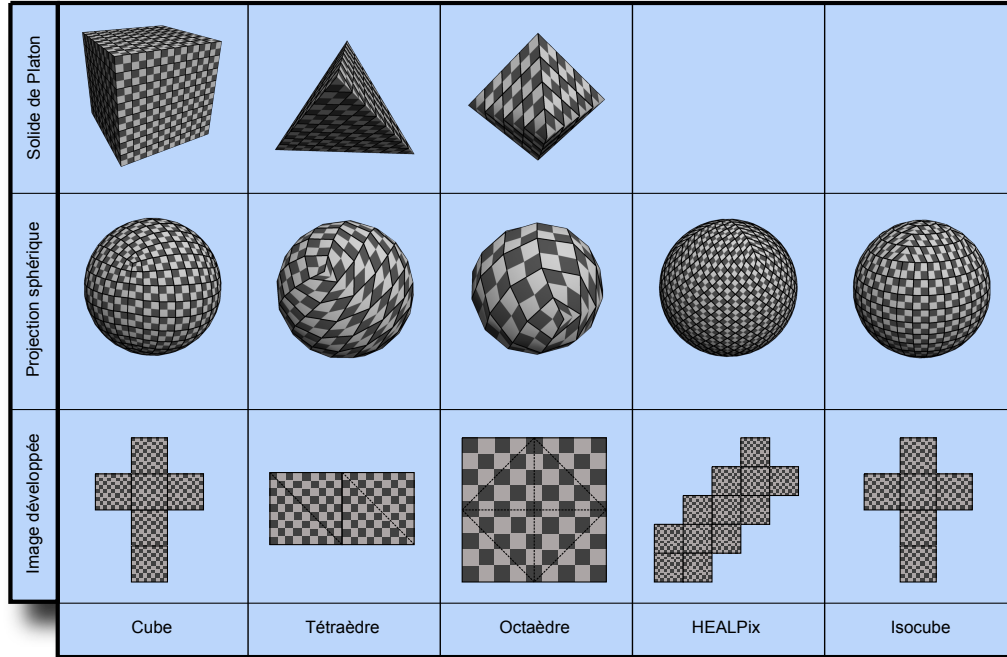 Solide de Platon
Projection sphérique
Image développée
Cube
Tétraèdre
Octaèdre
HEALPix
Isocube